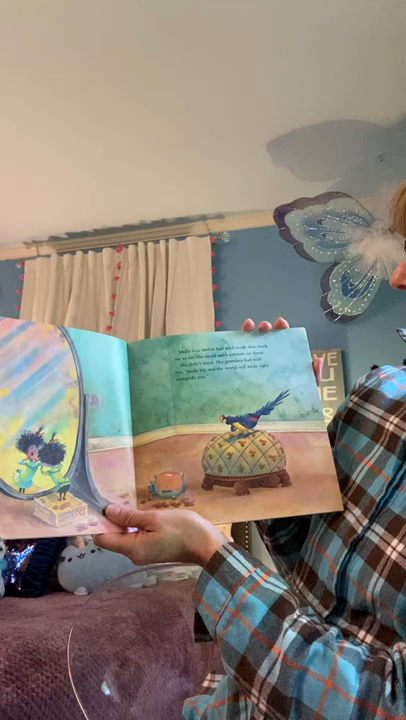 Molly Lou Melon had buck teeth that stuck
out so far, she could stack pennies on them.
She didn't mind. Her grandma had told
her, "Smile big and the world will smile right
alongside you."
VE
U
E
&